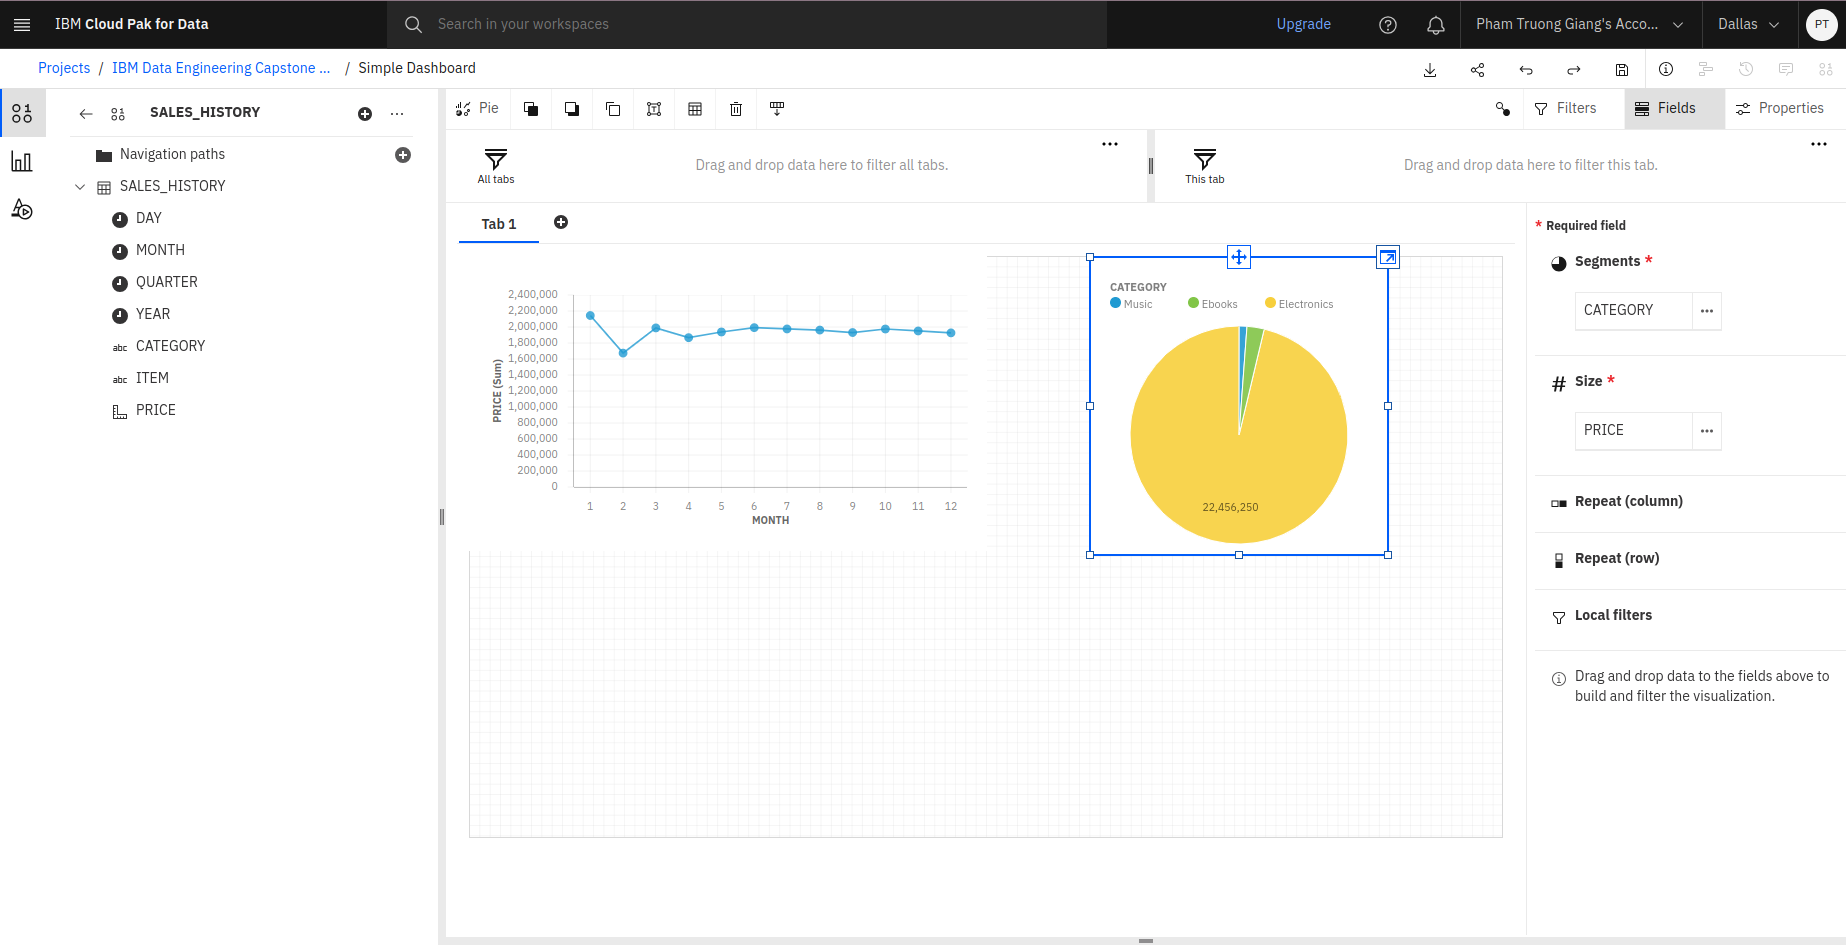 IBM Cloud Pak for Data
Search in your workspaces
Upgrade
Pham Truong Giang's Acco...
Dallas
PT
Projects / IBM Data Engineering Capstone ... / Simple Dashboard
SALES_HISTORY
Navigation paths
SALES_HISTORY
DAY
MONTH
QUARTER
YEAR
abc CATEGORY
abc ITEM
PRICE
Pie
Filters
Fields
Properties
All tabs
Drag and drop data here to filter all tabs.
This tab
Drag and drop data here to filter this tab.
Tab 1
2,400,000
2,200,000
2,000,000
1,800,000
1,600,000
1,400,000
1,200,000
1,000,000
800,000
600,000
400,000
200,000
0
PRICE (Sum)
1 2 3 4 5 6 7 8 9 10 11 12
MONTH
CATEGORY
Music Ebooks Electronics
22,456,250
* Required field
Segments *
CATEGORY
Size *
PRICE
Repeat (column)
Repeat (row)
Local filters
Drag and drop data to the fields above to
build and filter the visualization.